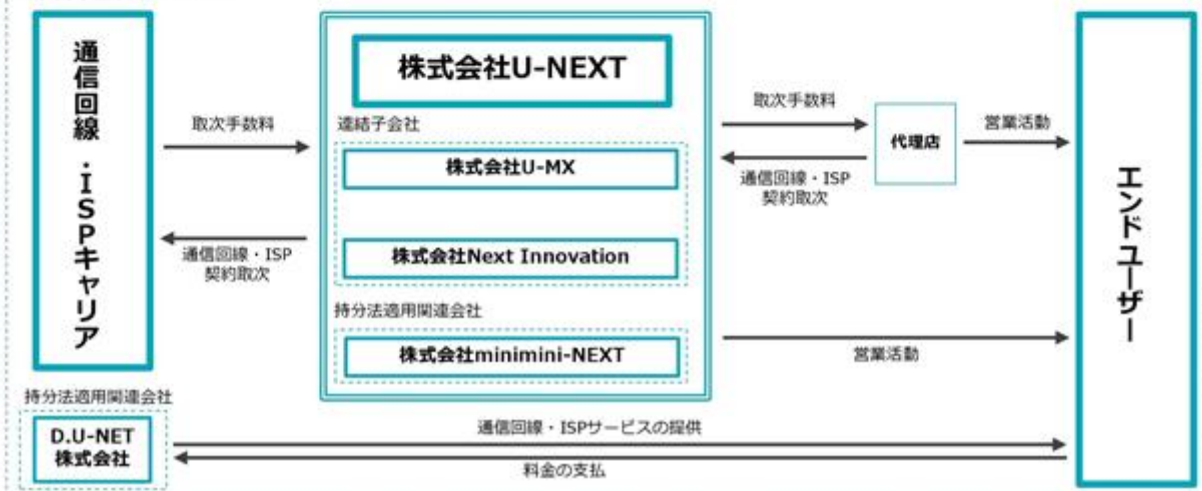 通信回線・ISPキャリア
取次手数料
通信回線・ISP
契約取次
株式会社U-NEXT
連結子会社
株式会社U-MX
株式会社Next Innovation
持分法適用関連会社
株式会社minimini-NEXT
取次手数料
通信回線・ISP
契約取次
代理店
営業活動
営業活動
エンドユーザー
持分法適用関連会社
D.U-NET
株式会社
通信回線・ISPサービスの提供
料金の支払